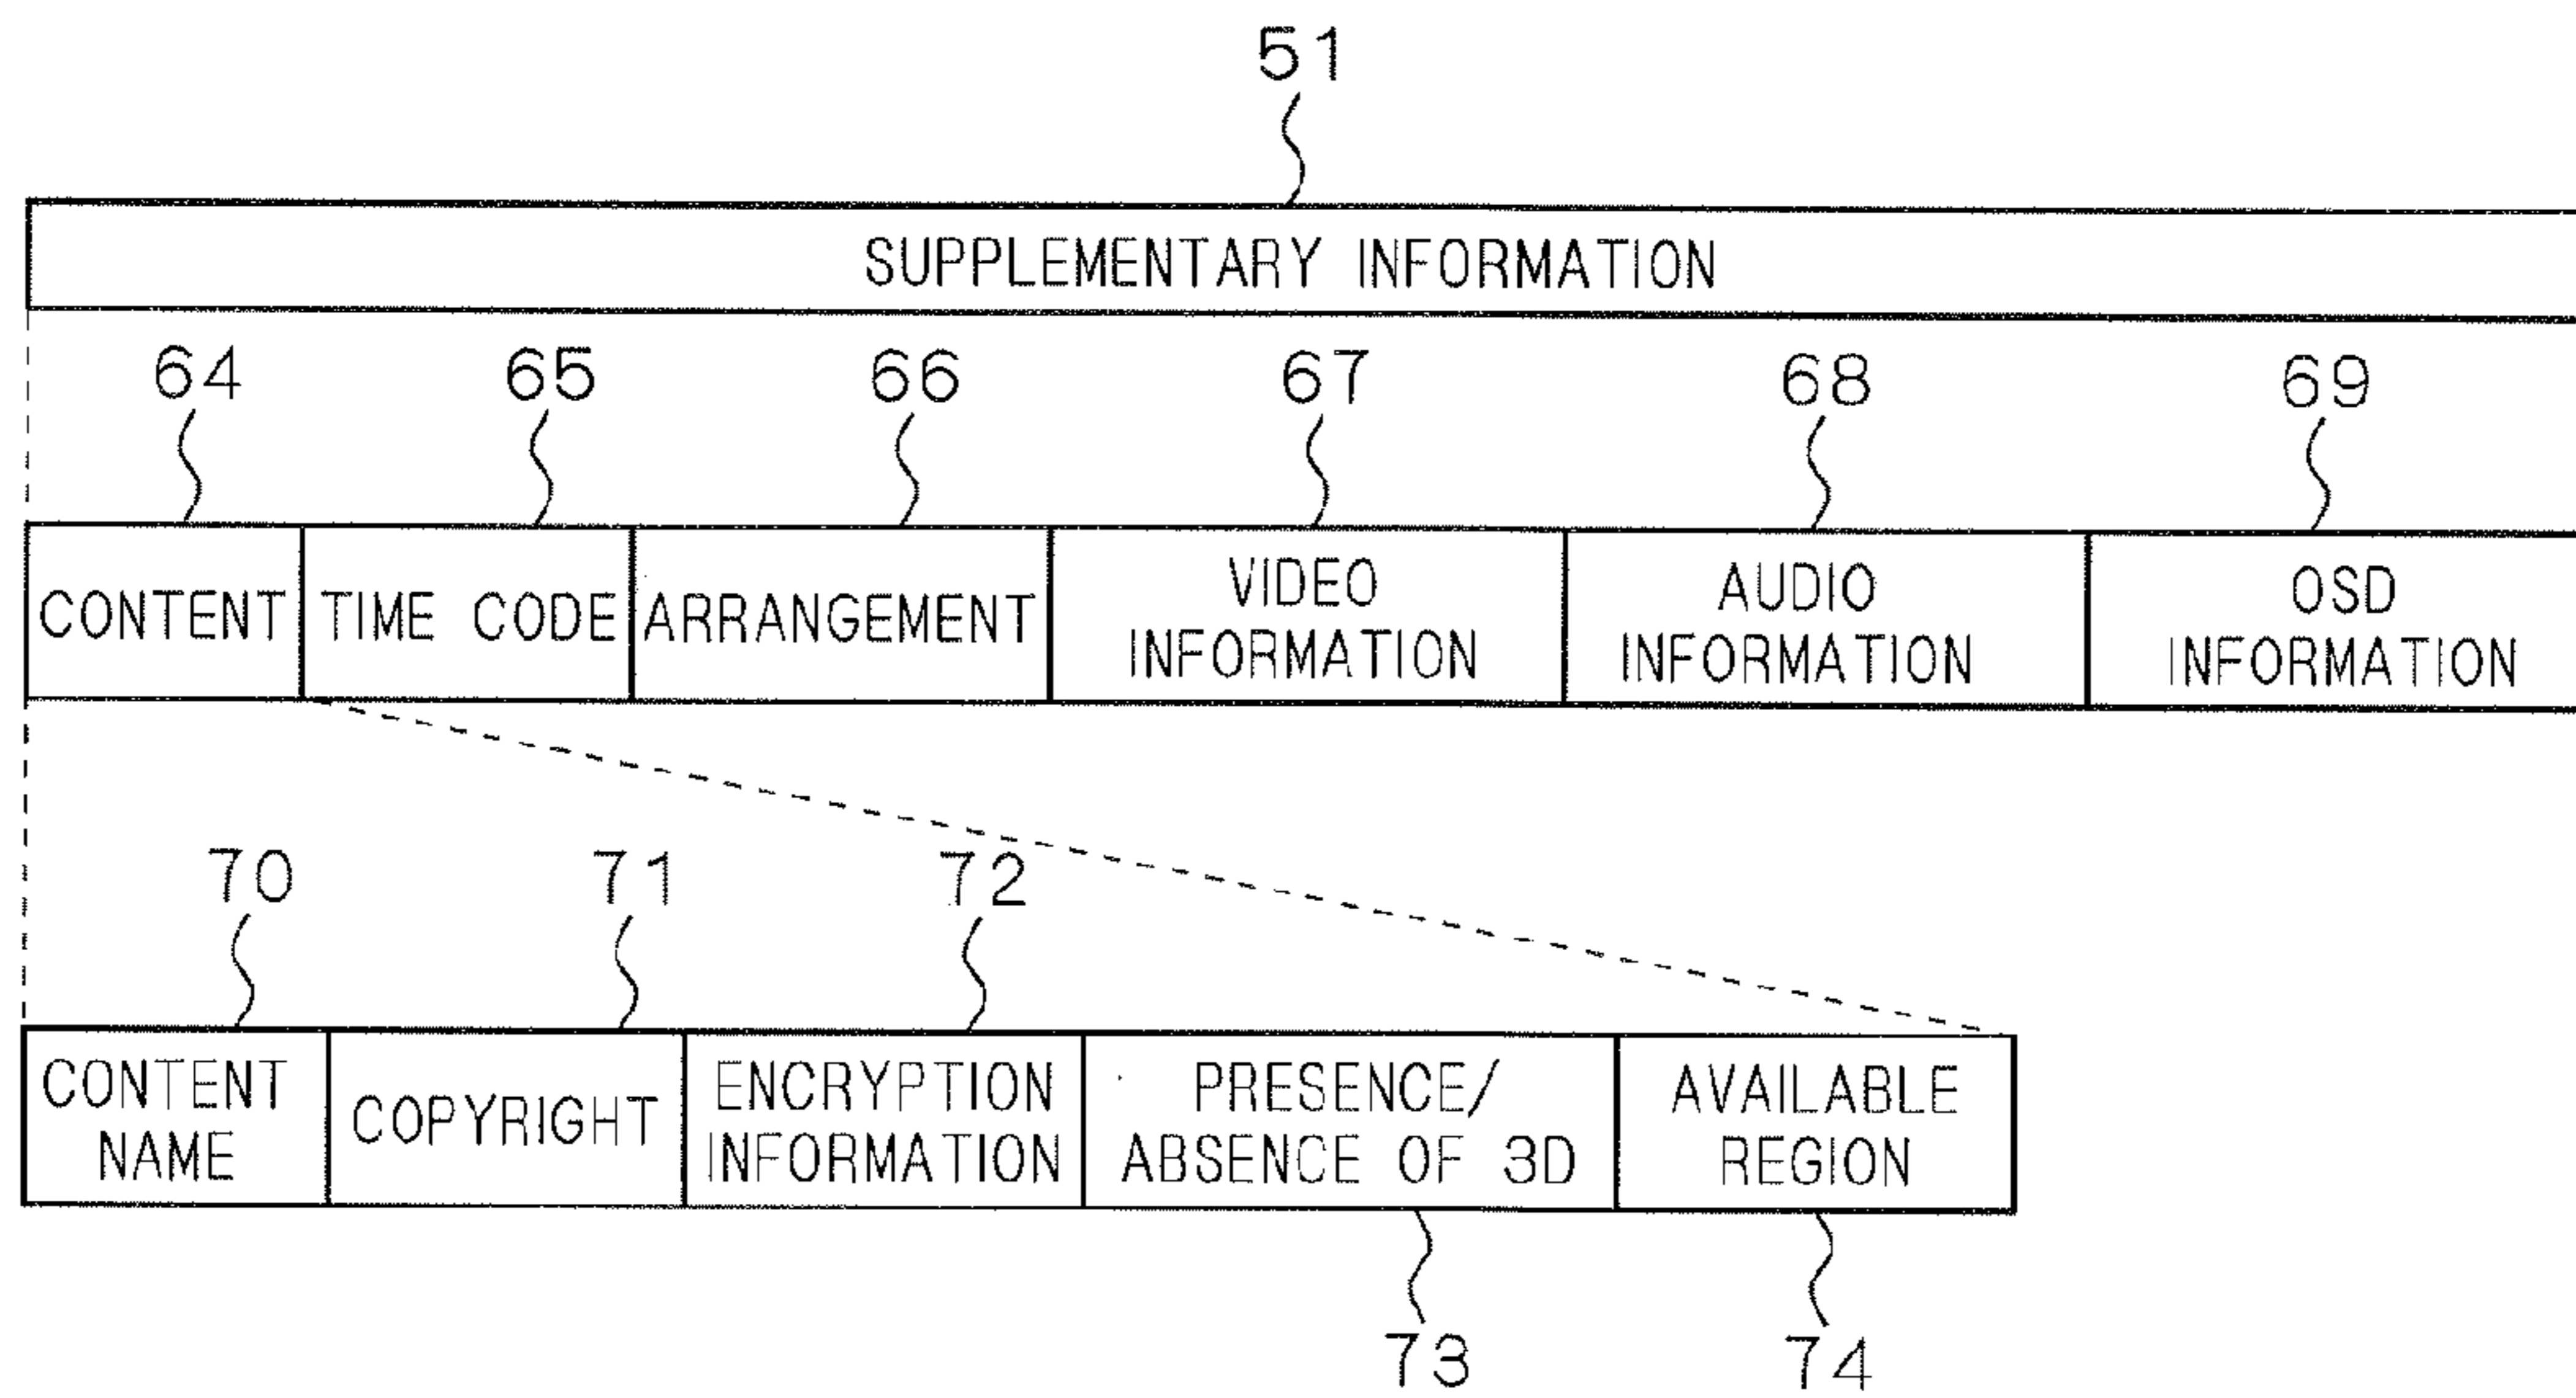 51
SUPPLEMENTARY INFORMATION
64 65 66 67 68 69
CONTENT
TIME CODE
ARRANGEMENT
VIDEO
INFORMATION
AUDIO
INFORMATION
OSD
INFORMATION
70 71 72
CONTENT
NAME
COPYRIGHT
ENCRYPTION
INFORMATION
PRESENCE/
ABSENCE OF 3D
AVAILABLE
REGION
73 74